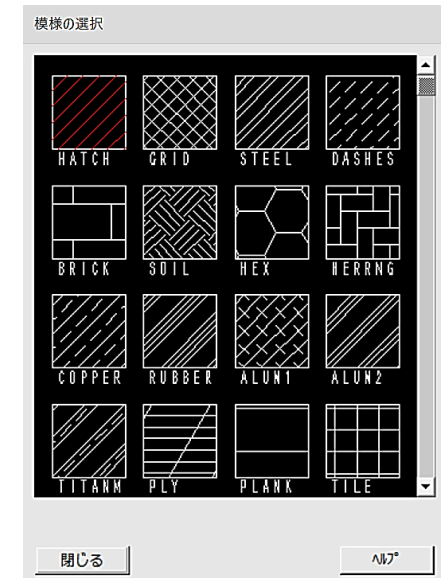 模様の選択
HATCH GRID STEEL DASHES
BRICK SOIL HEX HERRNG
COPPER RUBBER ALUN1 ALUN2
TITANM PLY PLANK TILE
閉じる ﾍﾙﾌﾟ